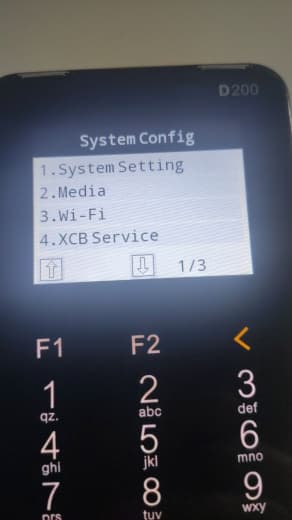 D200
System Config
1.System Setting
2.Media
3.Wi-Fi
4.XCB Service
1/3
F1 F2 <
1 2 3
qz. abc def
4 5 6
ghi jkl mno
7 8 9
prs tuv wxy